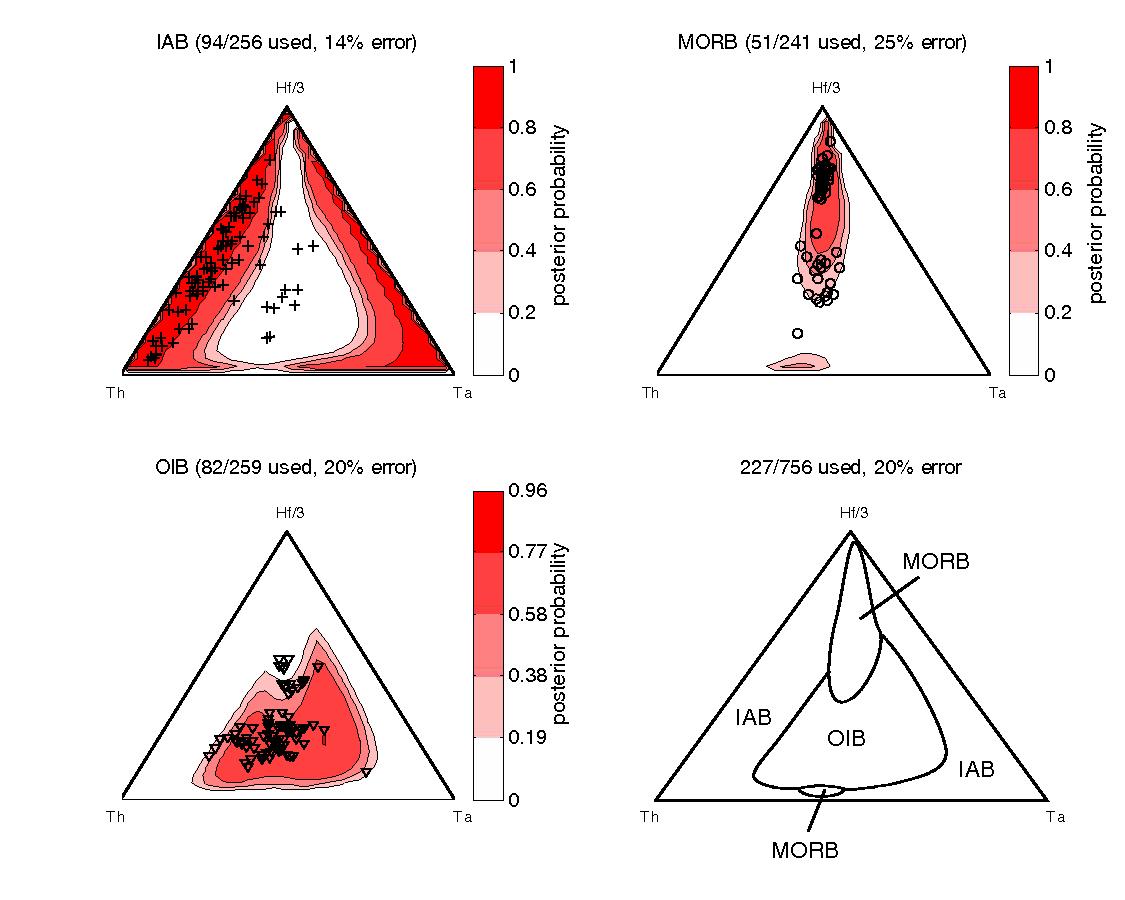 IAB (94/256 used, 14% error)
Hf/3
Th
Ta
1
0.8
0.6
0.4
0.2
0
posterior probability
MORB (51/241 used, 25% error)
Hf/3
Th
Ta
1
0.8
0.6
0.4
0.2
0
posterior probability
OIB (82/259 used, 20% error)
Hf/3
Th
Ta
0.96
0.77
0.58
0.38
0.19
0
posterior probability
227/756 used, 20% error
Hf/3
MORB
IAB
OIB
IAB
Th
Ta
MORB